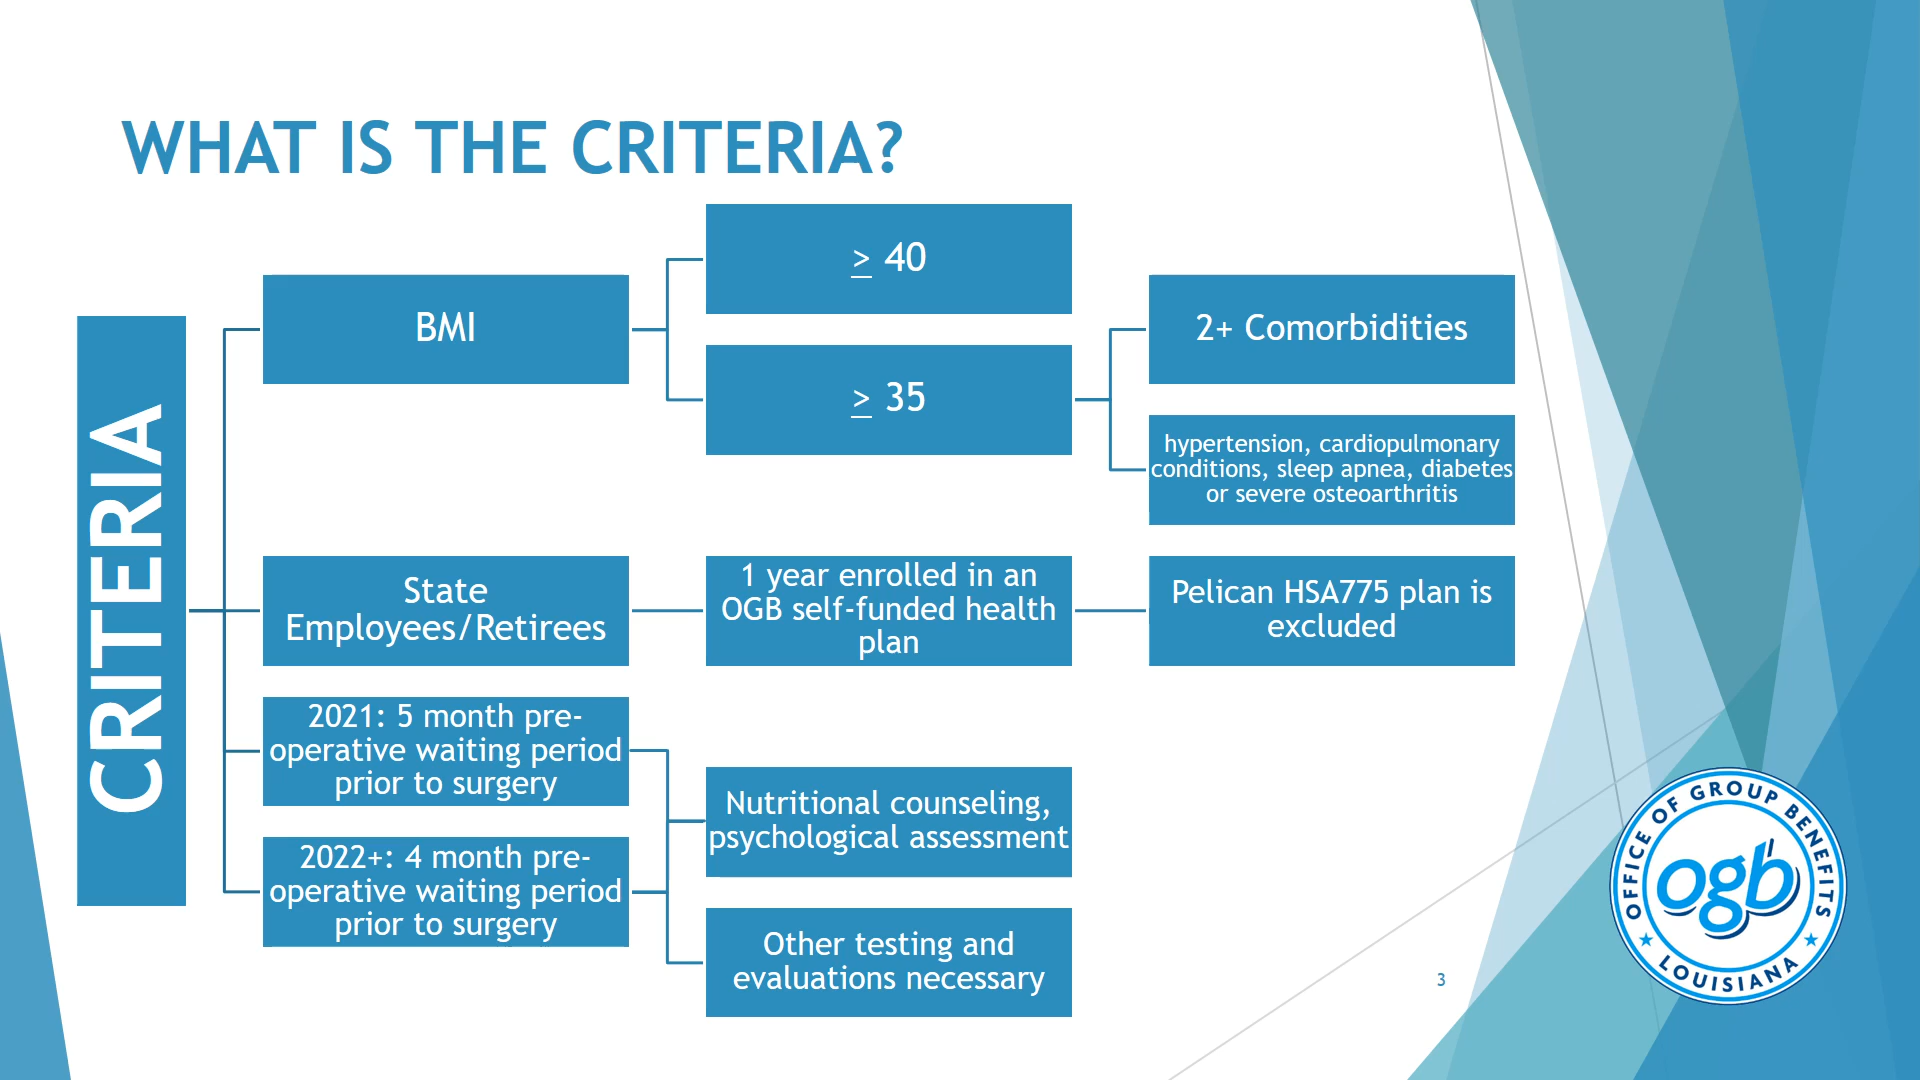 WHAT IS THE CRITERIA?
CRITERIA
BMI
≥ 40
≥ 35
2+ Comorbidities
hypertension, cardiopulmonary
conditions, sleep apnea, diabetes
or severe osteoarthritis
State
Employees/Retirees
1 year enrolled in an
OGB self-funded health
plan
Pelican HSA775 plan is
excluded
2021: 5 month pre-
operative waiting period
prior to surgery
2022+: 4 month pre-
operative waiting period
prior to surgery
Nutritional counseling,
psychological assessment
Other testing and
evaluations necessary
3
OFFICE OF GROUP BENEFITS
ogb
LOUISIANA